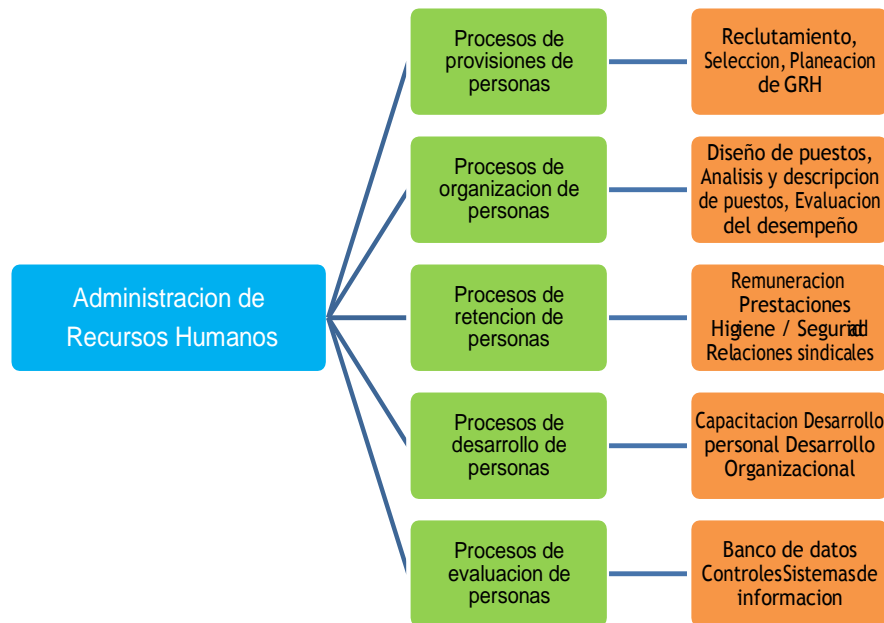 Administracion de
Recursos Humanos
Procesos de
provisiones de
personas
Reclutamiento,
Seleccion, Planeacion
de GRH
Procesos de
organizacion de
personas
Diseño de puestos,
Analisis y descripcion
de puestos, Evaluacion
del desempeño
Procesos de
retencion de
personas
Remuneracion
Prestaciones
Higiene / Seguridad
Relaciones sindicales
Procesos de
desarrollo de
personas
Capacitacion Desarrollo
personal Desarrollo
Organizacional
Procesos de
evaluacion de
personas
Banco de datos
Controles Sistemas de
informacion